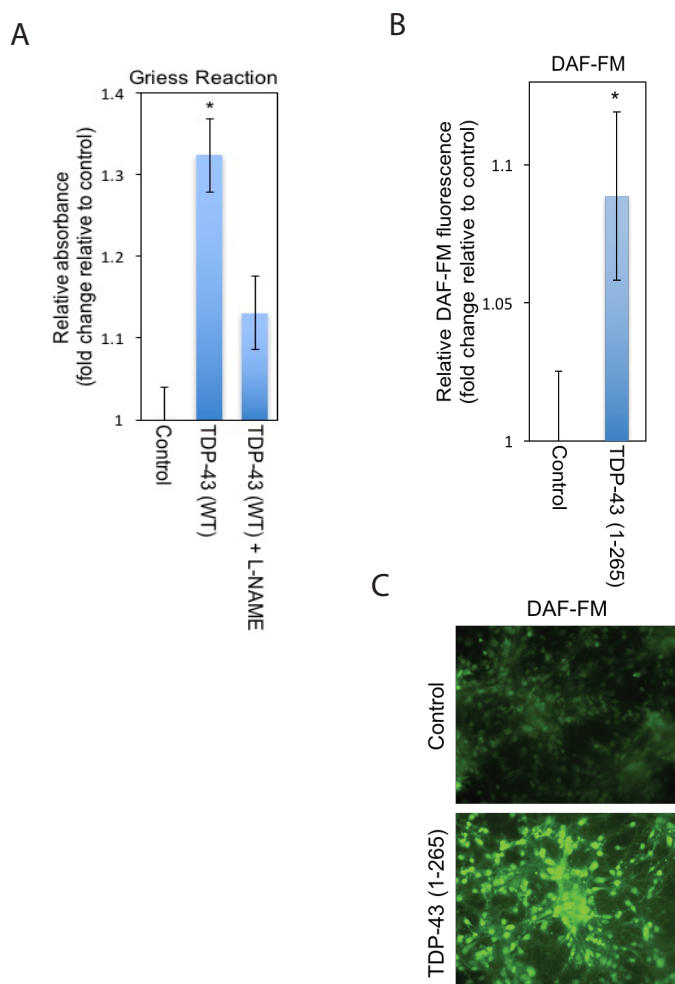 A
Griess Reaction
Relative absorbance
(fold change relative to control)
1.4
1.3
1.2
1.1
1
*
Control
TDP-43 (WT)
TDP-43 (WT) + L-NAME
B
DAF-FM
Relative DAF-FM fluorescence
(fold change relative to control)
1.1
1.05
1
*
Control
TDP-43 (1-265)
C
DAF-FM
Control
TDP-43 (1-265)